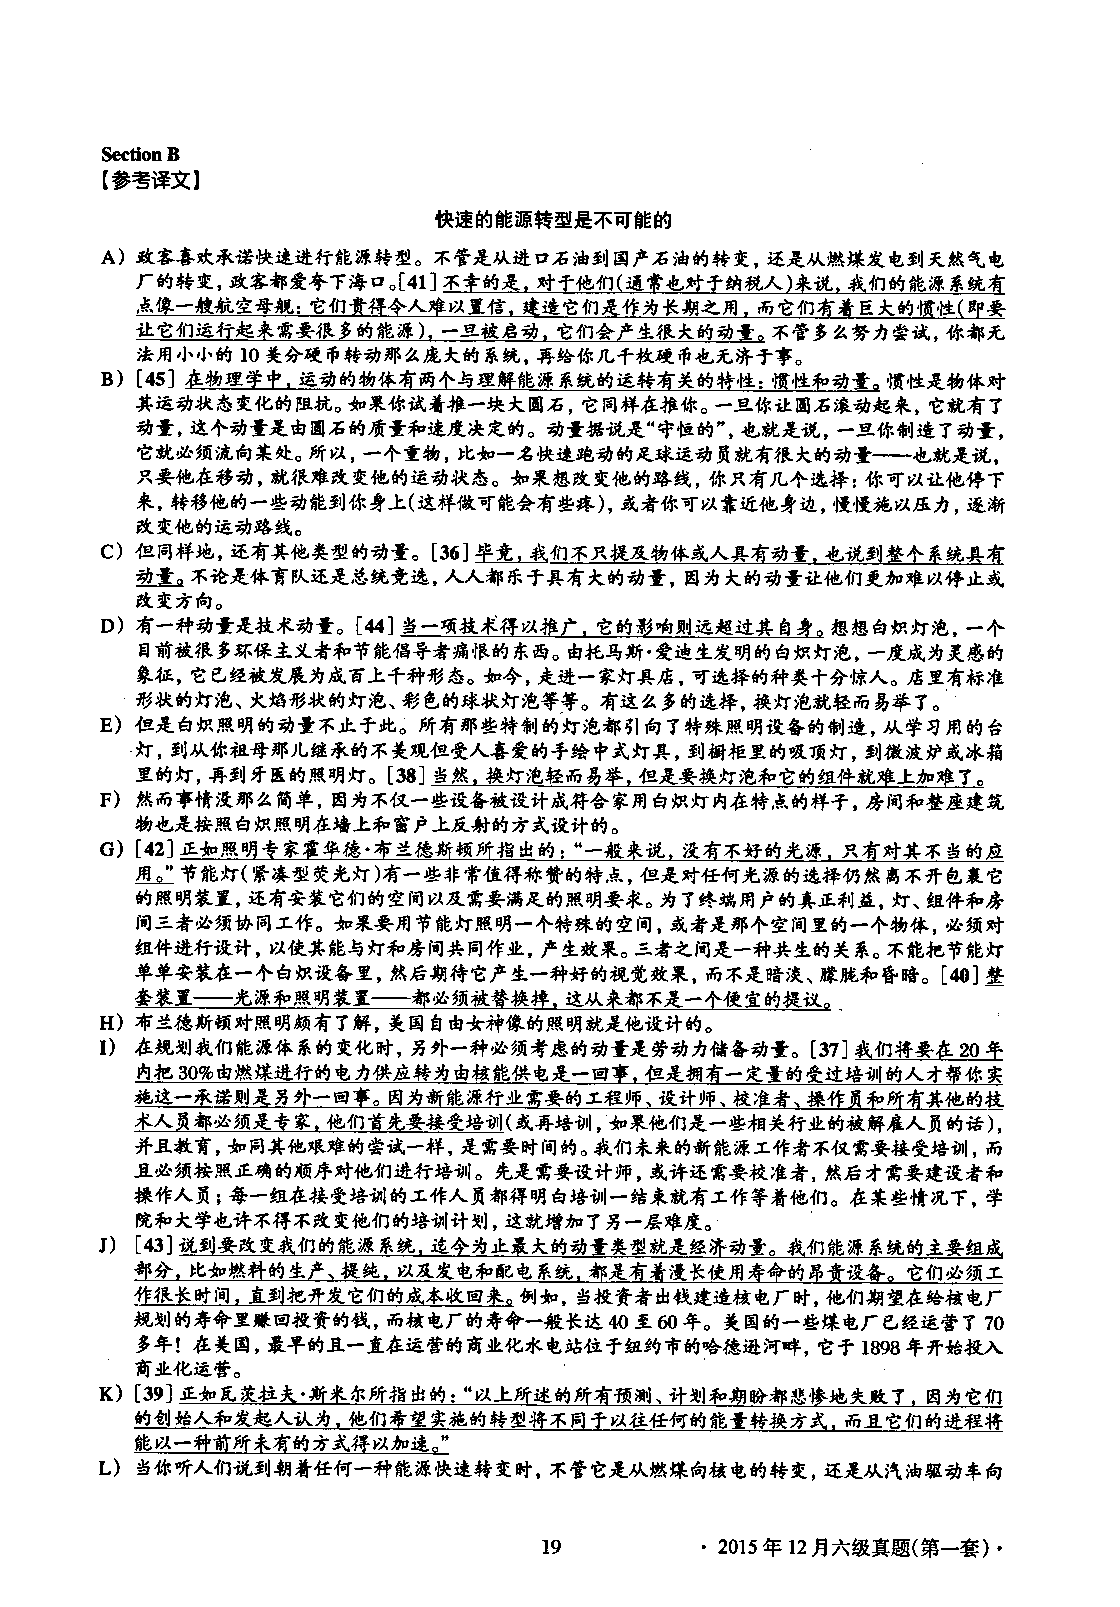 Section B
【参考译文】
快速的能源转型是不可能的
A) 政客喜欢承诺快速进行能源转型。不管是从进口石油到国产石油的转变,还是从燃煤发电到天然气电
厂的转变,政客都爱夸下海口。[41]不幸的是,对于他们(通常也对于纳税人)来说,我们的能源系统有
点像一艘航空母舰:它们贵得令人难以置信,建造它们是作为长期之用,而它们有着巨大的惯性(即要
让它们运行起来需要很多的能源),一旦被启动,它们会产生很大的动量。不管多么努力尝试,你都无
法用小小的 10 美分硬币转动那么庞大的系统,再给你几千枚硬币也无济于事。
B) [45] 在物理学中,运动的物体有两个与理解能源系统的运转有关的特性:惯性和动量。惯性是物体对
其运动状态变化的阻抗。如果你试着推一块大圆石,它同样在推你。一旦你让圆石滚动起来,它就有了
动量,这个动量是由圆石的质量和速度决定的。动量据说是“守恒的”,也就是说,一旦你制造了动量,
它就必须流向某处。所以,一个重物,比如一名快速跑动的足球运动员就有很大的动量——也就是说,
只要他在移动,就很难改变他的运动状态。如果想改变他的路线,你只有几个选择:你可以让他停下
来,转移他的一些动能到你身上(这样做可能会有些疼),或者你可以靠近他身边,慢慢施以压力,逐渐
改变他的运动路线。
C) 但同样地,还有其他类型的动量。[36]毕竟,我们不只提及物体或人具有动量,也说到整个系统具有
动量。不论是体育队还是总统竞选,人人都乐于具有大的动量,因为大的动量让他们更加难以停止或
改变方向。
D) 有一种动量是技术动量。[44]当一项技术得以推广,它的影响则远超过其自身。想想白炽灯泡,一个
目前被很多环保主义者和节能倡导者痛恨的东西。由托马斯·爱迪生发明的白炽灯泡,一度成为灵感的
象征,它已经被发展为成百上千种形态。如今,走进一家灯具店,可选择的种类十分惊人。店里有标准
形状的灯泡、火焰形状的灯泡、彩色的球状灯泡等等。有这么多的选择,换灯泡就轻而易举了。
E) 但是白炽照明的动量不止于此。所有那些特制的灯泡都引向了特殊照明设备的制造,从学习用的台
灯,到从你祖母那儿继承的不美观但受人喜爱的手绘中式灯具,到橱柜里的吸顶灯,到微波炉或冰箱
里的灯,再到牙医的照明灯。[38]当然,换灯泡轻而易举,但是要换灯泡和它的组件就难上加难了。
F) 然而事情没那么简单,因为不仅一些设备被设计成符合家用白炽灯内在特点的样子,房间和整座建筑
物也是按照白炽照明在墙上和窗户上反射的方式设计的。
G) [42]正如照明专家霍华德·布兰德斯顿所指出的:“一般来说,没有不好的光源,只有对其不当的应
用。”节能灯(紧凑型荧光灯)有一些非常值得称赞的特点,但是对任何光源的选择仍然离不开包裹它
的照明装置,还有安装它们的空间以及需要满足的照明要求。为了终端用户的真正利益,灯、组件和房
间三者必须协同工作。如果要用节能灯照明一个特殊的空间,或者是那个空间里的一个物体,必须对
组件进行设计,以使其能与灯和房间共同作业,产生效果。三者之间是一种共生的关系。不能把节能灯
单单安装在一个白炽设备里,然后期待它产生一种好的视觉效果,而不是暗淡、朦胧和昏暗。[40]整
套装置——光源和照明装置——都必须被替换掉,这从来都不是一个便宜的提议。
H) 布兰德斯顿对照明颇有了解,美国自由女神像的照明就是他设计的。
I) 在规划我们能源体系的变化时,另外一种必须考虑的动量是劳动力储备动量。[37]我们将要在 20 年
内把30%由燃煤进行的电力供应转为由核能供电是一回事,但是拥有一定量的受过培训的人才帮你实
施这一承诺则是另外一回事。因为新能源行业需要的工程师、设计师、校准者、操作员和所有其他的技
术人员都必须是专家,他们首先要接受培训(或再培训,如果他们是一些相关行业的被解雇人员的话),
并且教育,如同其他艰难的尝试一样,是需要时间的。我们未来的新能源工作者不仅需要接受培训,而
且必须按照正确的顺序对他们进行培训。先是需要设计师,或许还需要校准者,然后才需要建设者和
操作人员;每一组在接受培训的工作人员都得明白培训一结束就有工作等着他们。在某些情况下,学
院和大学也许不得不改变他们的培训计划,这就增加了另一层难度。
J) [43]说到要改变我们的能源系统,迄今为止最大的动量类型就是经济动量。我们能源系统的主要组成
部分,比如燃料的生产、提纯,以及发电和配电系统,都是有着漫长使用寿命的昂贵设备。它们必须工
作很长时间,直到把开发它们的成本收回来。例如,当投资者出钱建造核电厂时,他们期望在给核电厂
规划的寿命里赚回投资的钱,而核电厂的寿命一般长达 40 至 60 年。美国的一些煤电厂已经运营了 70
多年!在美国,最早的且一直在运营的商业化水电站位于纽约市的哈德逊河畔,它于 1898 年开始投入
商业化运营。
K) [39]正如瓦茨拉夫·斯米尔所指出的:“以上所述的所有预测、计划和期盼都悲惨地失败了,因为它们
的创始人和发起人认为,他们希望实施的转型将不同于以往任何的能量转换方式,而且它们的进程将
能以一种前所未有的方式得以加速。”
L) 当你听人们说到朝着任何一种能源快速转变时,不管它是从燃煤向核电的转变,还是从汽油驱动车向
19
·2015 年 12 月六级真题(第一套)·